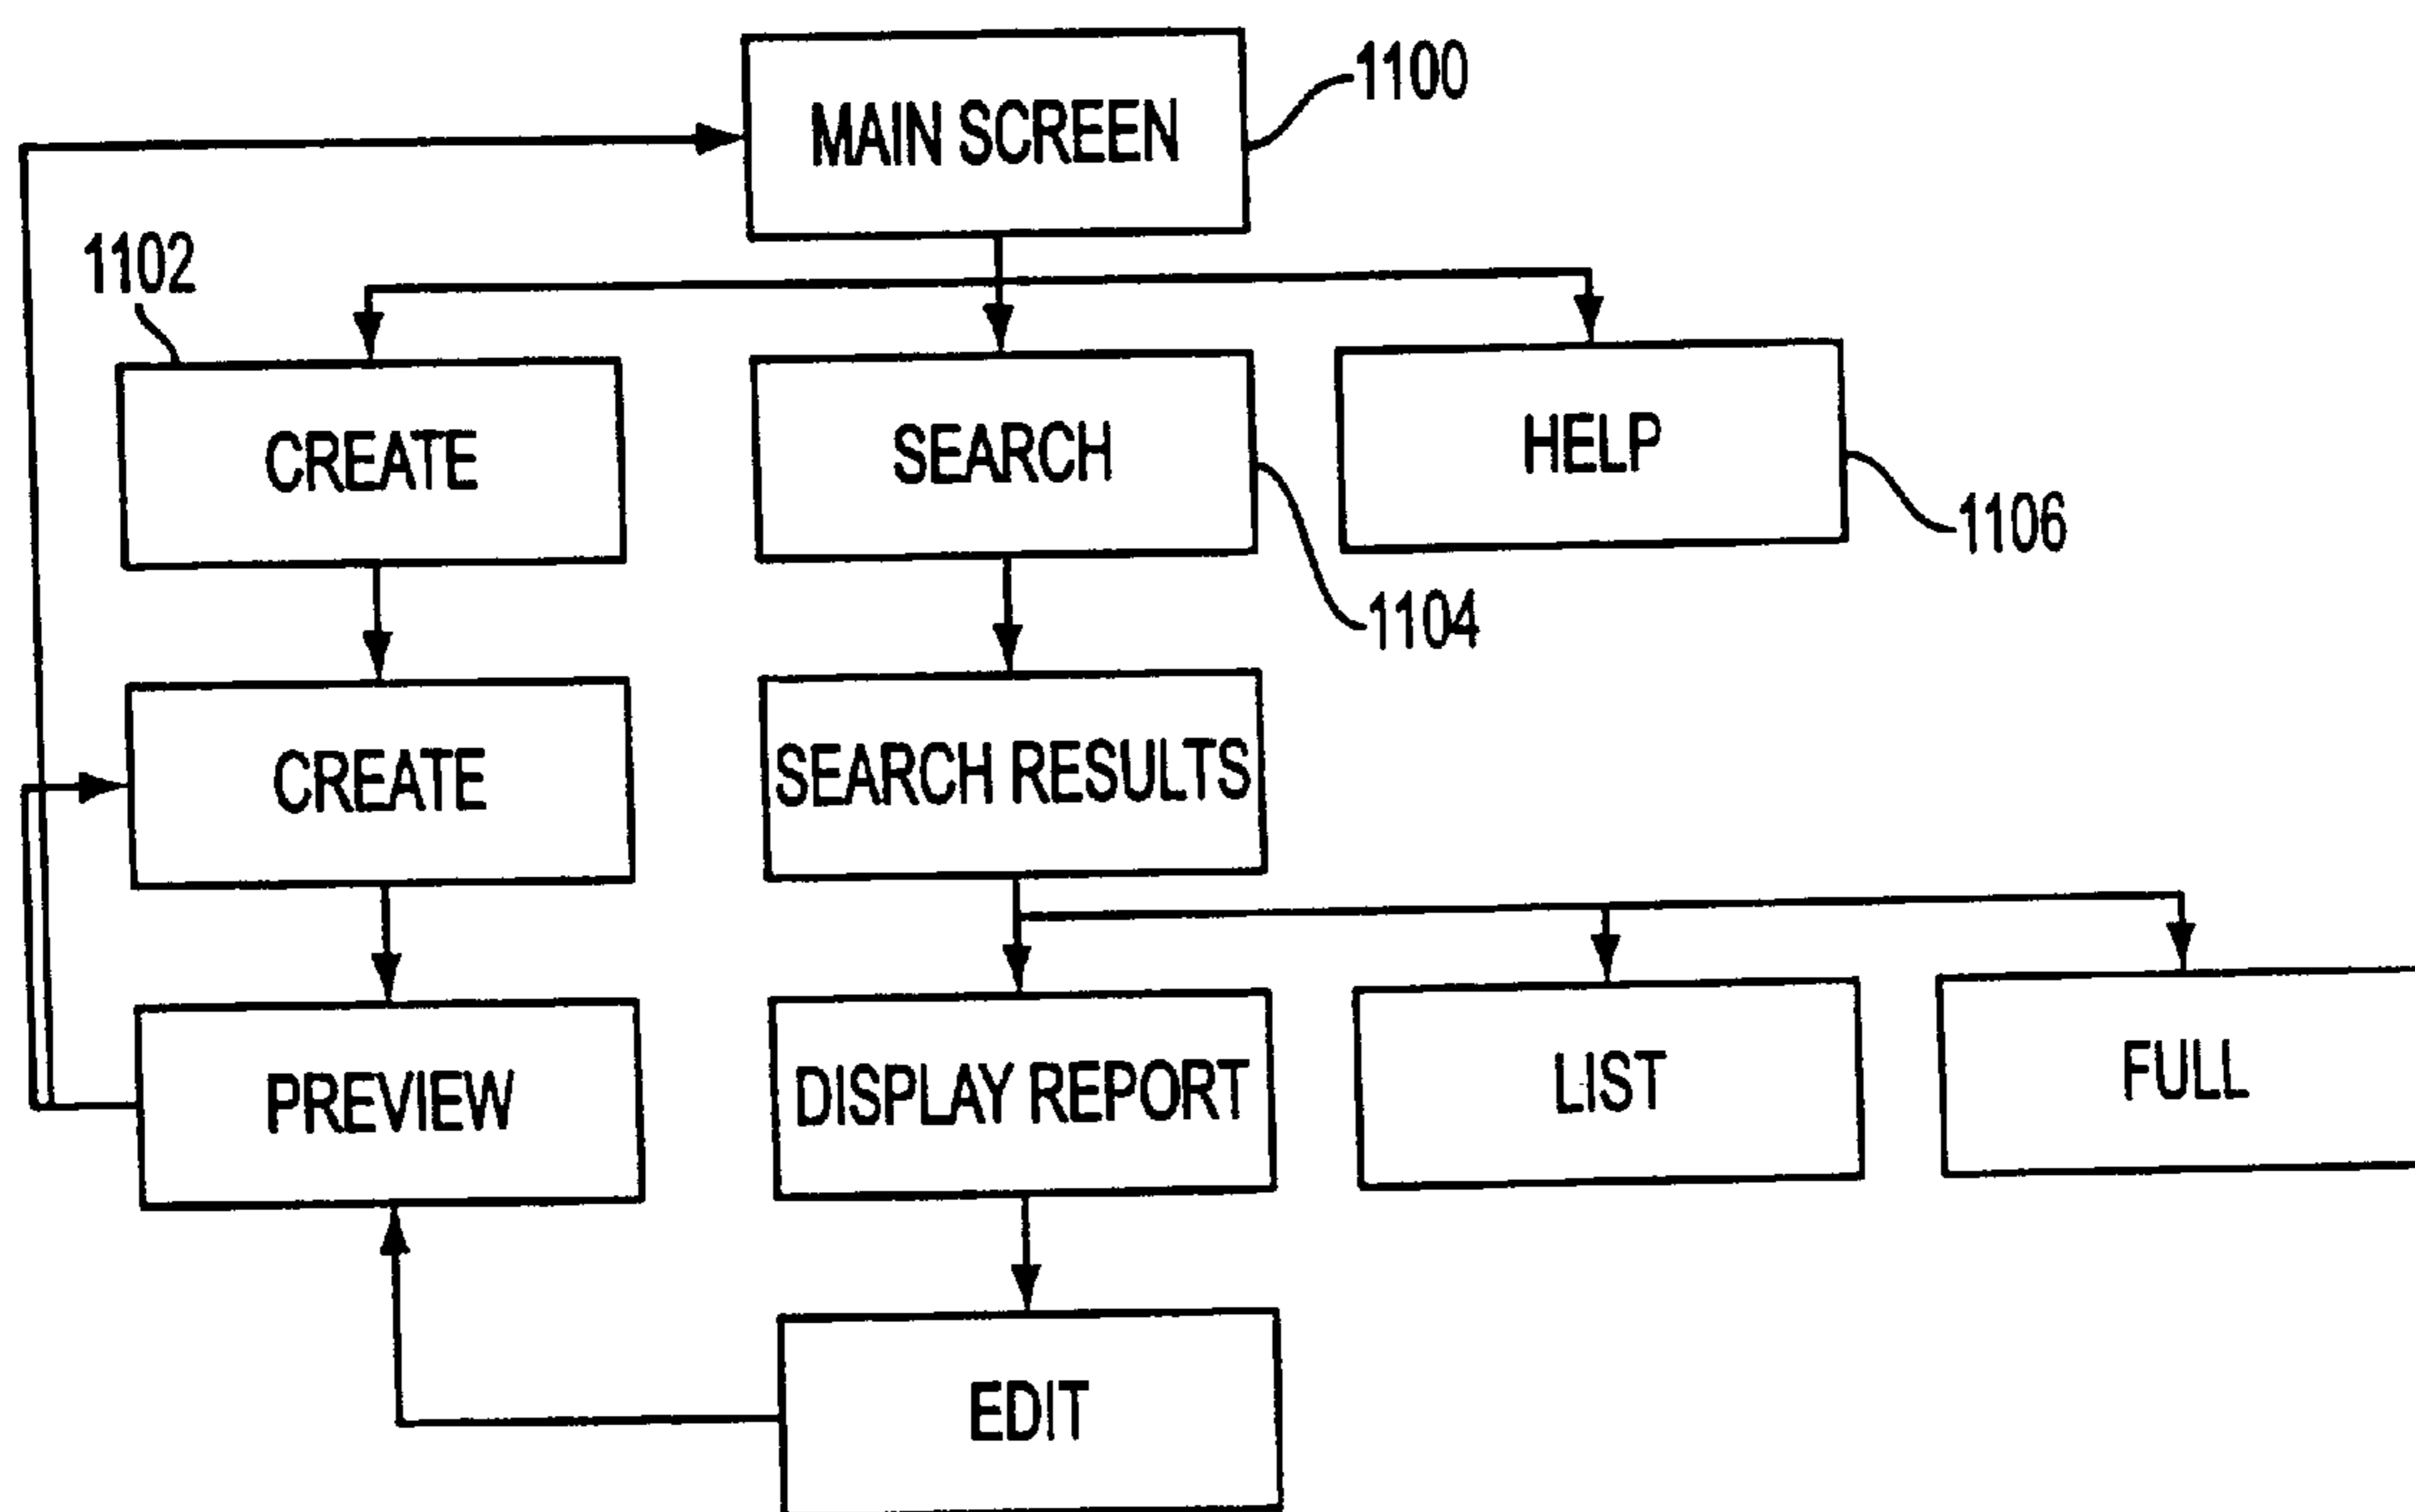 MAIN SCREEN
1100
1102
CREATE
SEARCH
HELP
1106
1104
CREATE
SEARCH RESULTS
PREVIEW
DISPLAY REPORT
LIST
FULL
EDIT